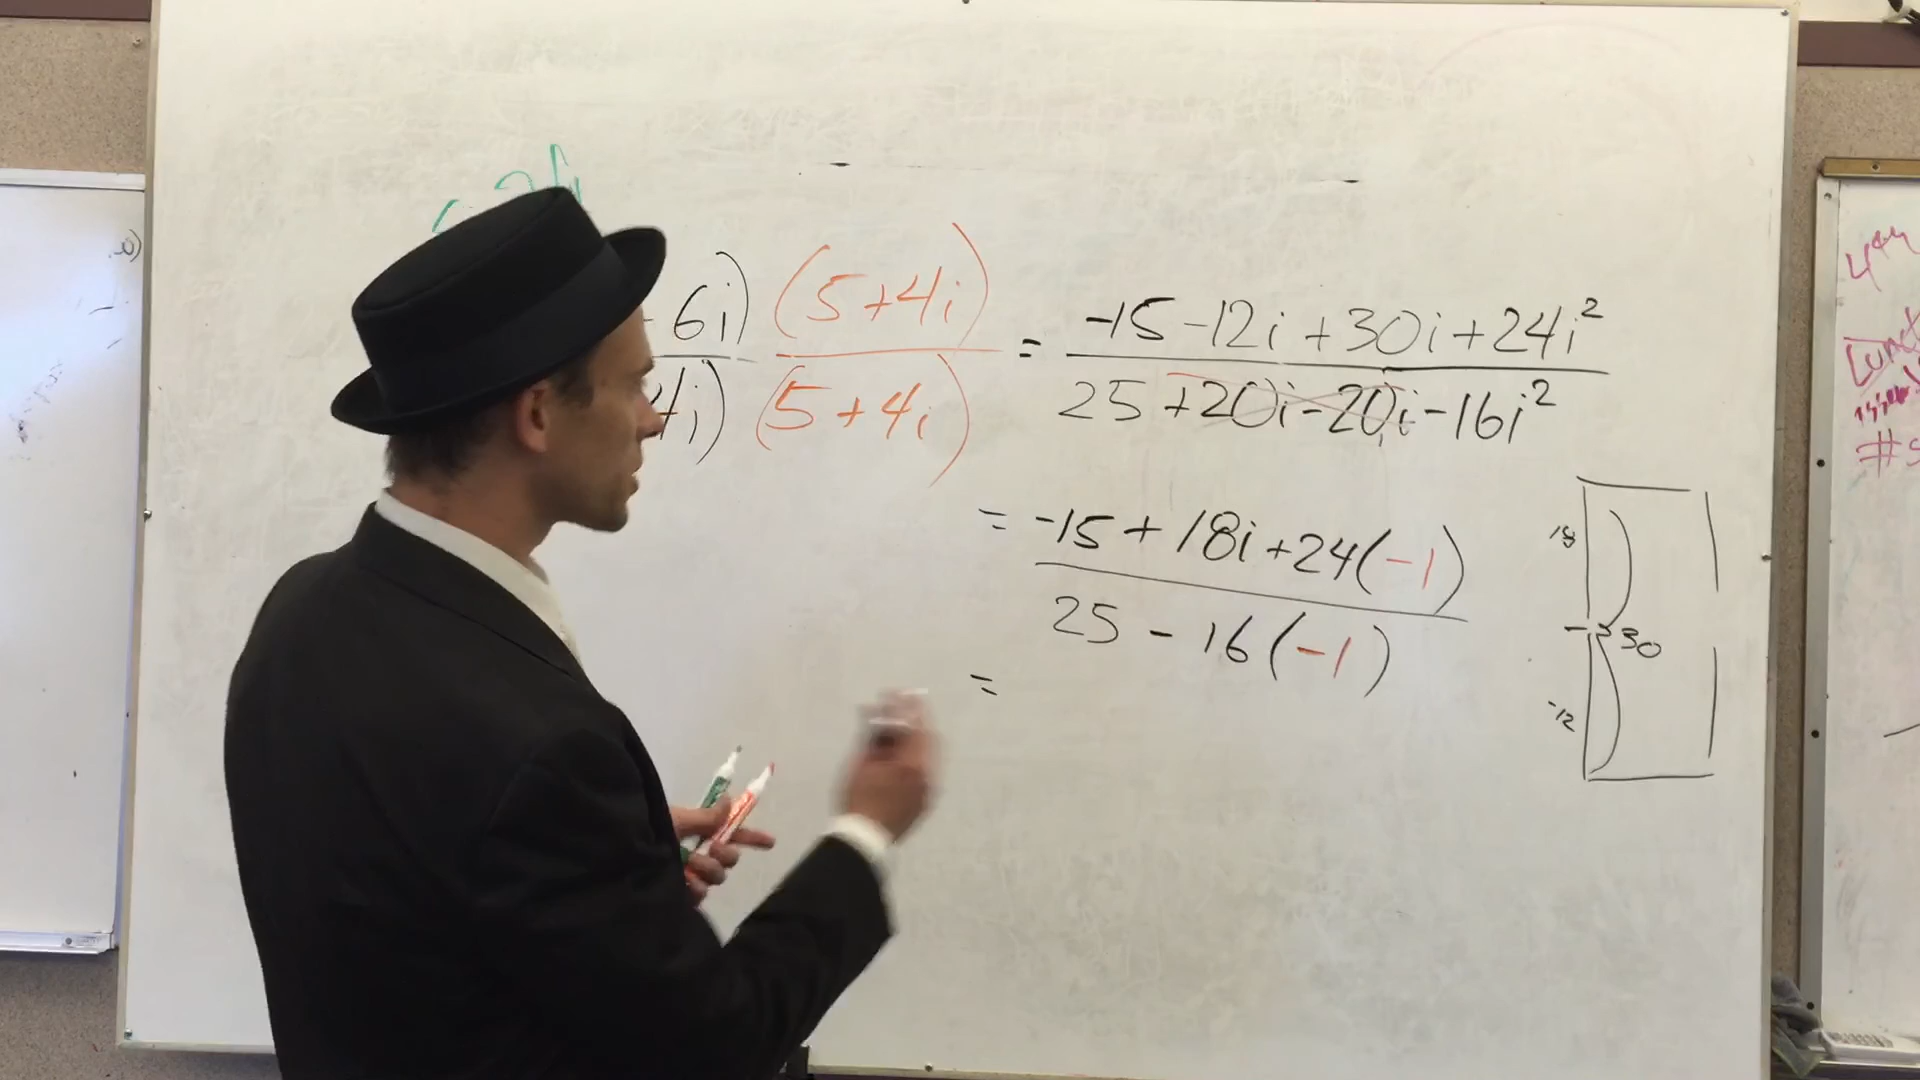 6i) (5+4i) = -15-12i+30i+24i²
4i) (5+4i) 25+20i-20i-16i²
= -15+18i+24(-1)
25-16(-1)
=
18
30
-12
4th